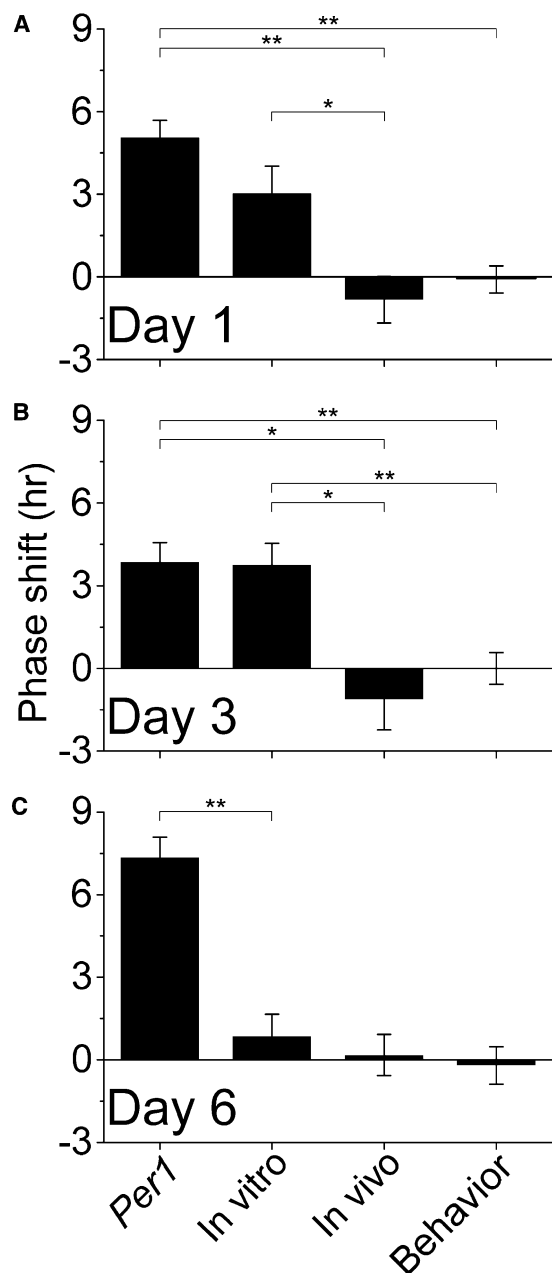 A
9
6
3
0
-3
**
**
*
Day 1
B
9
6
3
0
-3
**
*
**
*
Day 3
Phase shift (hr)
C
9
6
3
0
-3
**
Day 6
Per1
In vitro
In vivo
Behavior